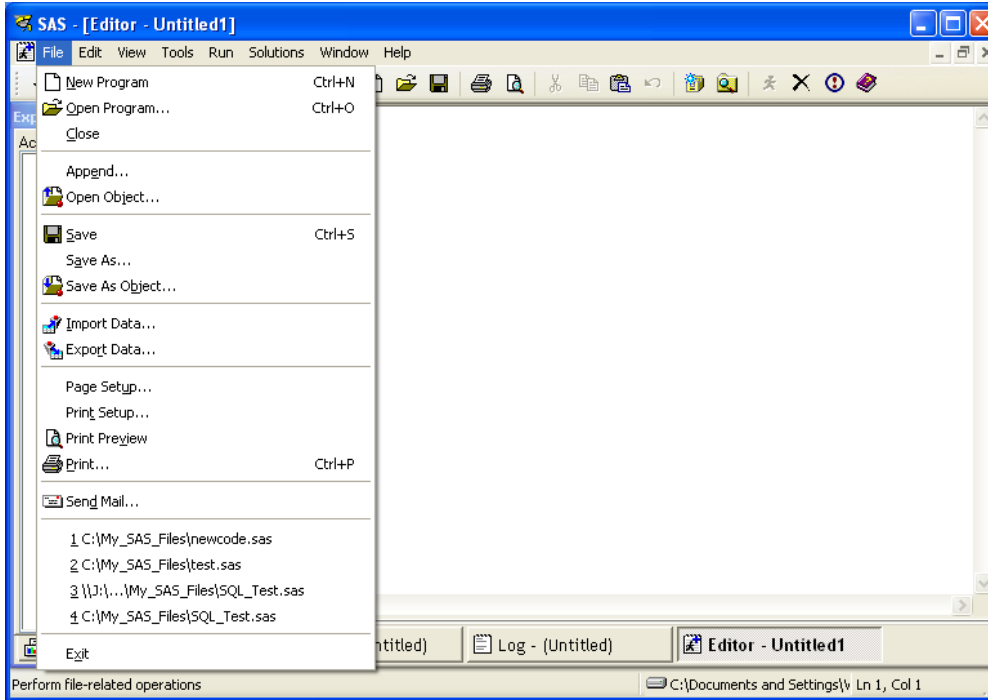 SAS - [Editor - Untitled1]
File Edit View Tools Run Solutions Window Help
New Program Ctrl+N
Open Program... Ctrl+O
Close
Append...
Open Object...
Save Ctrl+S
Save As...
Save As Object...
Import Data...
Export Data...
Page Setup...
Print Setup...
Print Preview
Print... Ctrl+P
Send Mail...
1 C:\My_SAS_Files\newcode.sas
2 C:\My_SAS_Files\test.sas
3 \\J:\...\My_SAS_Files\SQL_Test.sas
4 C:\My_SAS_Files\SQL_Test.sas
Exit
Log - (Untitled) Editor - Untitled1
Perform file-related operations C:\Documents and Settings\ Ln 1, Col 1